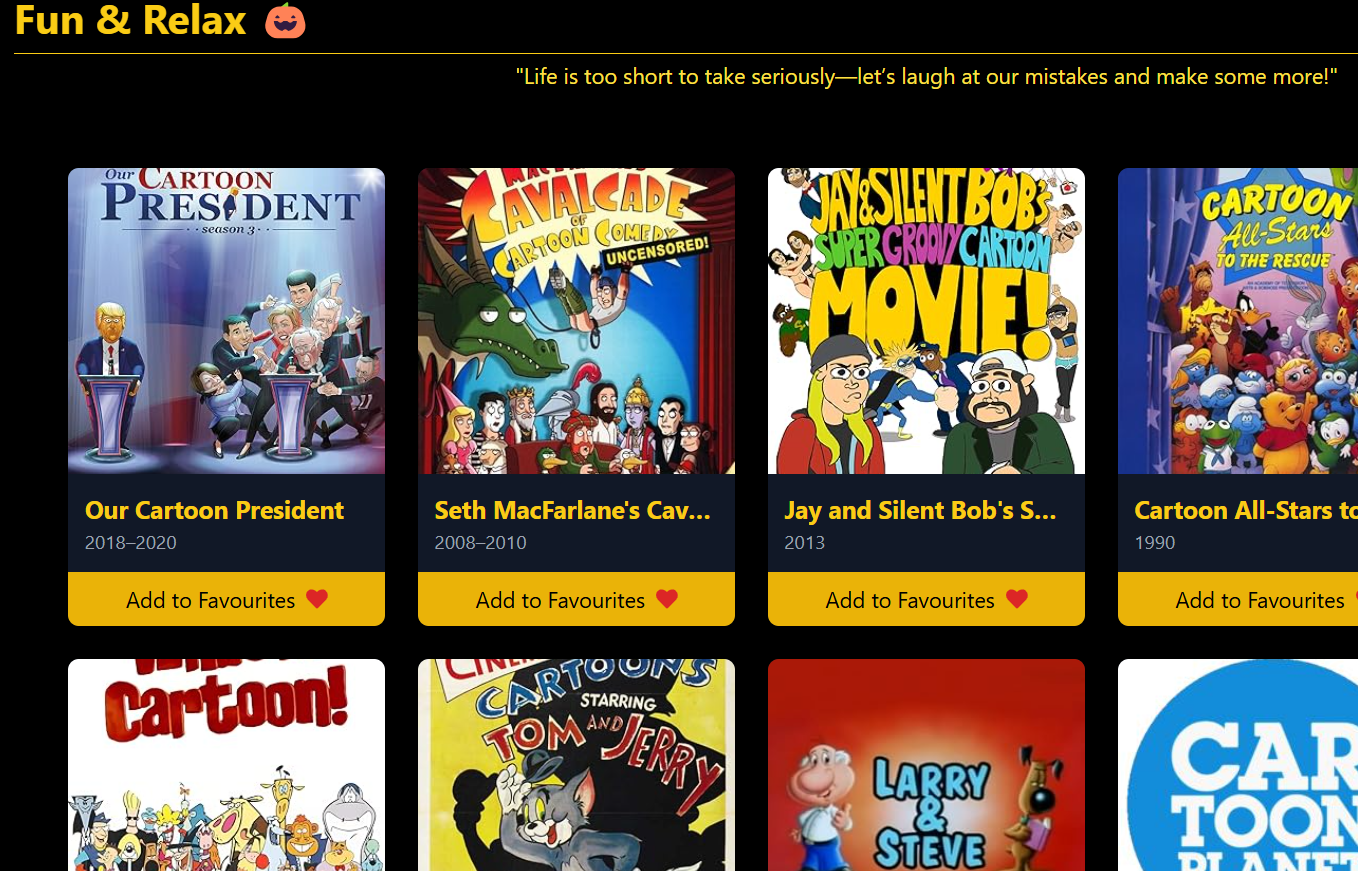 Fun & Relax
"Life is too short to take seriously—let’s laugh at our mistakes and make some more!"
Our CARTOON
PRESIDENT
season 3
CAVALCADE
OF
CARTOON COMEDY
UNCENSORED!
JAY & SILENT BOB'S
SUPER GROOVY CARTOON
MOVIE!
CARTOON
All-Stars
TO THE RESCUE
Our Cartoon President
Seth MacFarlane's Cav...
Jay and Silent Bob's S...
Cartoon All-Stars to
2018–2020
2008–2010
2013
1990
Add to Favourites
Add to Favourites
Add to Favourites
Add to Favourites
Cartoon!
CARTOONS
STARRING
TOM AND JERRY
LARRY
&
STEVE
CAR
TOON
PLANET